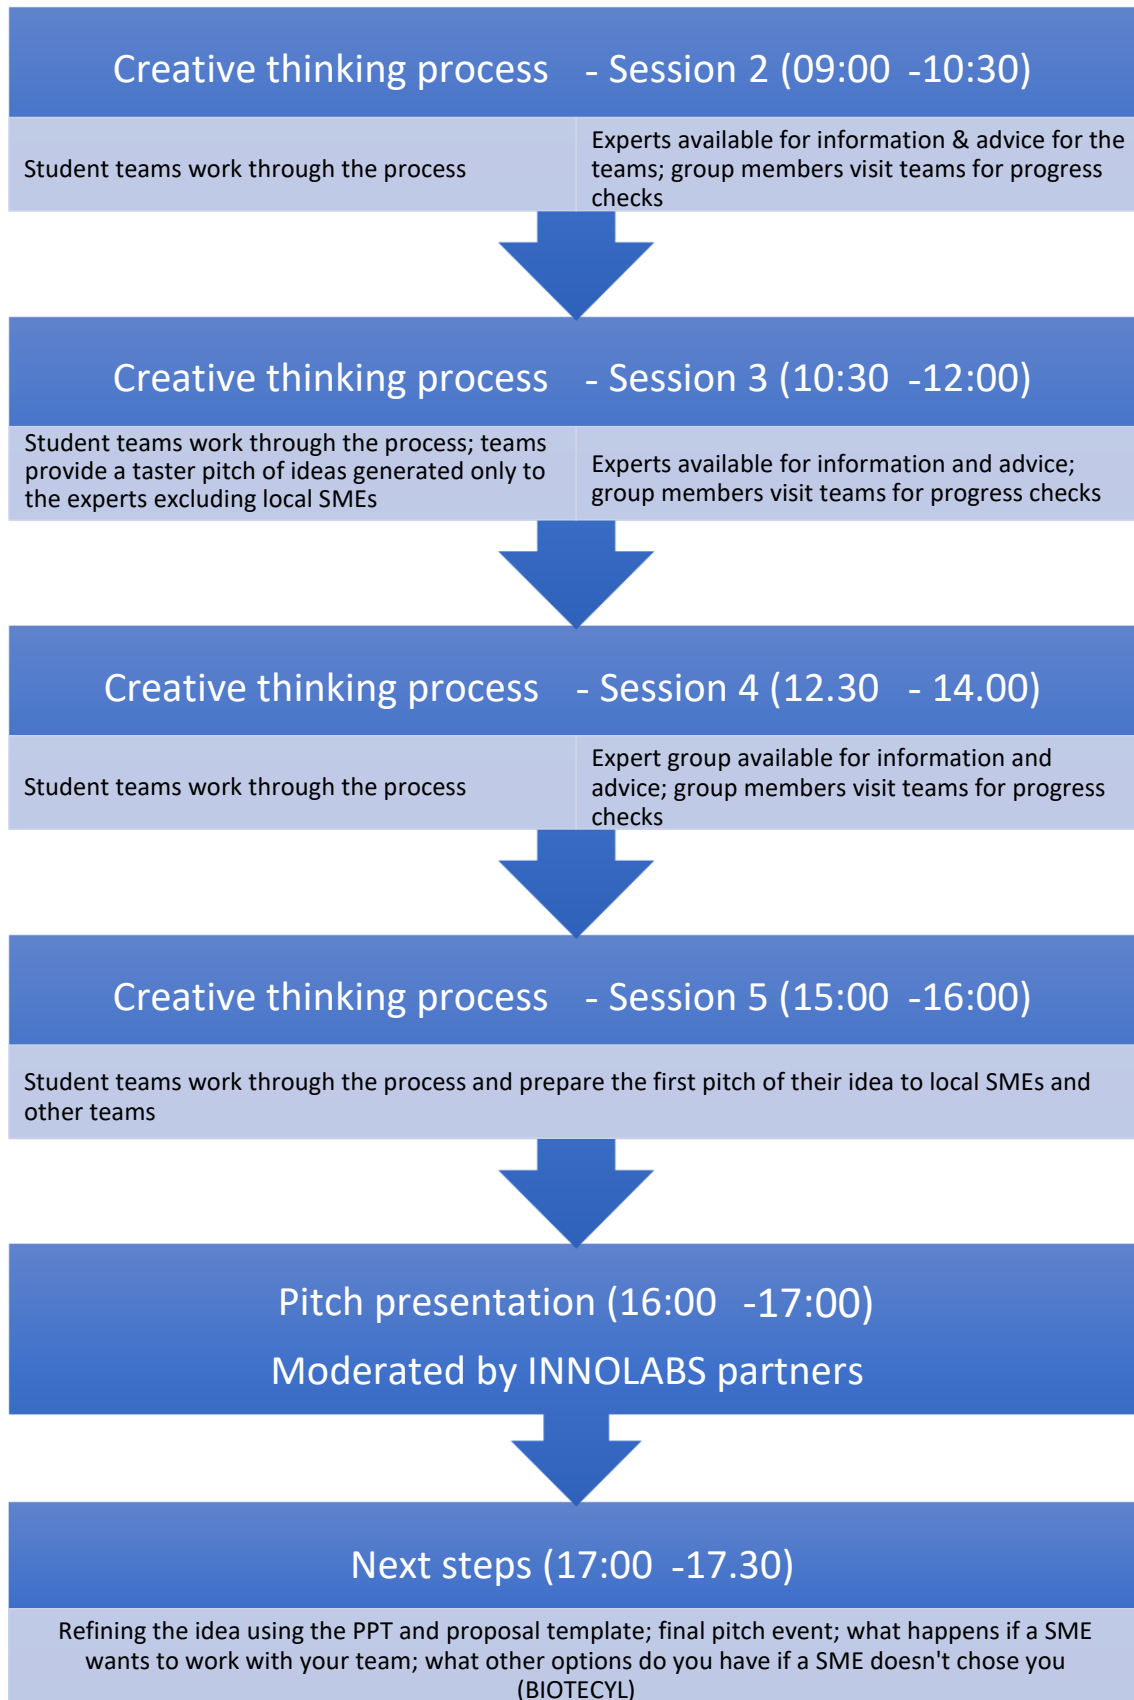 Creative thinking process - Session 2 (09:00 -10:30)
Student teams work through the process
Experts available for information & advice for the
teams; group members visit teams for progress
checks
Creative thinking process - Session 3 (10:30 -12:00)
Student teams work through the process; teams
provide a taster pitch of ideas generated only to
the experts excluding local SMEs
Experts available for information and advice;
group members visit teams for progress checks
Creative thinking process - Session 4 (12.30 - 14.00)
Student teams work through the process
Expert group available for information and
advice; group members visit teams for progress
checks
Creative thinking process - Session 5 (15:00 -16:00)
Student teams work through the process and prepare the first pitch of their idea to local SMEs and
other teams
Pitch presentation (16:00 -17:00)
Moderated by INNOLABS partners
Next steps (17:00 -17.30)
Refining the idea using the PPT and proposal template; final pitch event; what happens if a SME
wants to work with your team; what other options do you have if a SME doesn't chose you
(BIOTECYL)